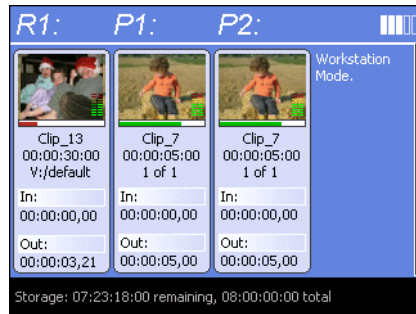 R1: P1: P2:
Workstation
Mode.
Clip_13 Clip_7 Clip_7
00:00:30:00 00:00:05:00 00:00:05:00
V:/default 1 of 1 1 of 1
In: In: In:
00:00:00,00 00:00:00,00 00:00:00,00
Out: Out: Out:
00:00:03,21 00:00:05,00 00:00:05,00
Storage: 07:23:18:00 remaining, 08:00:00:00 total